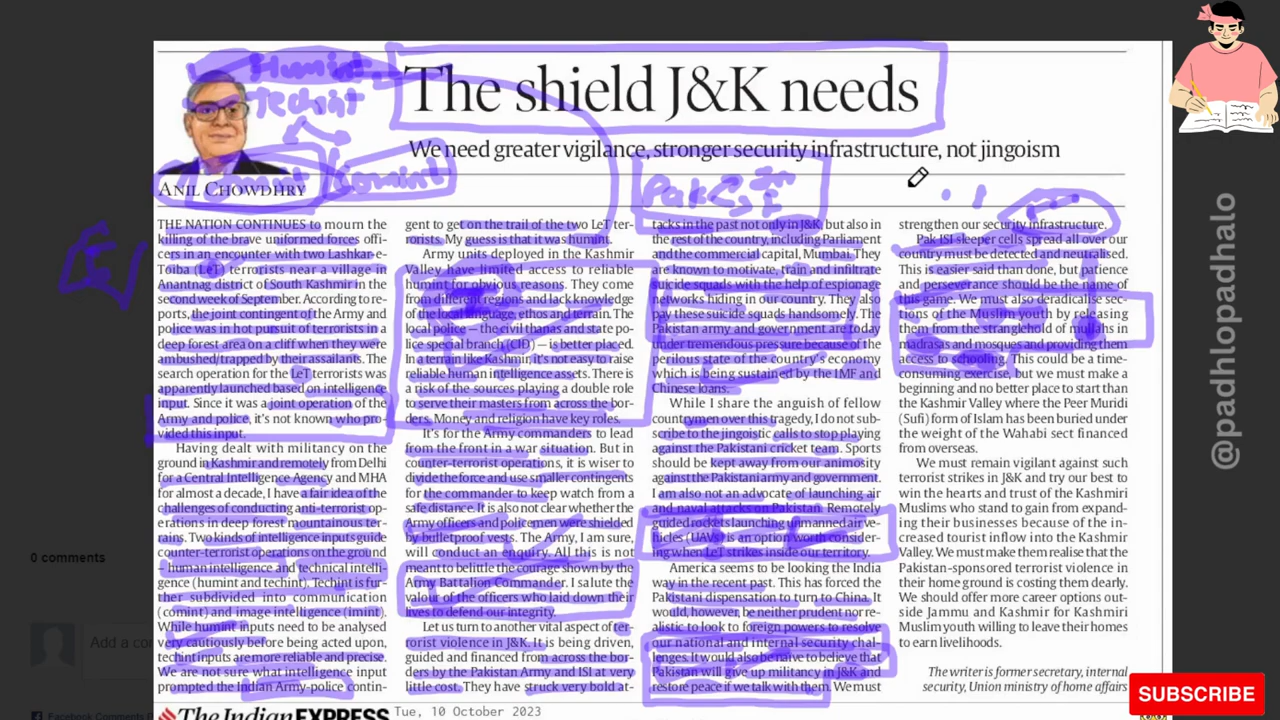 Humint
Techint
The shield J&K needs
We need greater vigilance, stronger security infrastructure, not jingoism
Comint
Pak
ANIL CHOWDHRY
THE NATION CONTINUES to mourn the
killing of the brave uniformed forces offi-
cers in an encounter with two Lashkar-e-
Toiba (LeT) terrorists near a village in
Anantnag district of South Kashmir in the
second week of September. According to re-
ports, the joint contingent of the Army and
police was in hot pursuit of terrorists in a
deep forest area on a cliff when they were
ambushed/trapped by their assailants. The
search operation for the LeT terrorists was
apparently launched based on intelligence
input. Since it was a joint operation of the
Army and police, it's not known who pro-
vided this input.
Having dealt with militancy on the
ground in Kashmir and remotely from Delhi
for a Central Intelligence Agency and MHA
for almost a decade, I have a fair idea of the
challenges of conducting anti-terrorist op-
erations in deep forest mountainous ter-
rains. Two kinds of intelligence inputs guide
counter-terrorist operations on the ground
– human intelligence and technical intelli-
gence (humint and techint). Techint is fur-
ther subdivided into communication
(comint) and image intelligence (imint).
While humint inputs need to be analysed
very cautiously before being acted upon,
techint inputs are more reliable and precise.
We are not sure what intelligence input
prompted the Indian Army-police contin-
gent to get on the trail of the two LeT ter-
rorists. My guess is that it was humint.
Army units deployed in the Kashmir
Valley have limited access to reliable
humint for obvious reasons. They come
from different regions and lack knowledge
of the local language, ethos and terrain. The
local police — the civil thanas and state po-
lice special branch (CID) — is better placed.
In a terrain like Kashmir, it's not easy to raise
reliable human intelligence assets. There is
a risk of the sources playing a double role
to serve their masters from across the bor-
ders. Money and religion have key roles.
It's for the Army commanders to lead
from the front in a war situation. But in
counter-terrorist operations, it is wiser to
divide the force and use smaller contingents
for the commander to keep watch from a
safe distance. It is also not clear whether the
Army officers and policemen were shielded
by bulletproof vests. The Army, I am sure,
will conduct an enquiry. All this is not
meant to belittle the courage shown by the
Army Battalion Commander. I salute the
valour of the officers who laid down their
lives to defend our integrity.
Let us turn to another vital aspect of ter-
rorist violence in J&K. It is being driven,
guided and financed from across the bor-
ders by the Pakistan Army and ISI at very
little cost. They have struck very bold at-
tacks in the past not only in J&K, but also in
the rest of the country, including Parliament
and the commercial capital, Mumbai. They
are known to motivate, train and infiltrate
suicide squads with the help of espionage
networks hiding in our country. They also
pay these suicide squads handsomely. The
Pakistan army and government are today
under tremendous pressure because of the
perilous state of the country's economy
which is being sustained by the IMF and
Chinese loans.
While I share the anguish of fellow
countrymen over this tragedy, I do not sub-
scribe to the jingoistic calls to stop playing
against the Pakistani cricket team. Sports
should be kept away from our animosity
against the Pakistani army and government.
I am also not an advocate of launching air
and naval attacks on Pakistan. Remotely
guided rockets launching unmanned air ve-
hicles (UAVs) is an option worth consider-
ing when LeT strikes inside our territory.
America seems to be looking the India
way in the recent past. This has forced the
Pakistani dispensation to turn to China. It
would, however, be neither prudent nor re-
alistic to look to foreign powers to resolve
our national and internal security chal-
lenges. It would also be naive to believe that
Pakistan will give up militancy in J&K and
restore peace if we talk with them. We must
strengthen our security infrastructure.
Pak ISI sleeper cells spread all over our
country must be detected and neutralised.
This is easier said than done, but patience
and perseverance should be the name of
this game. We must also deradicalise sec-
tions of the Muslim youth by releasing
them from the stranglehold of mullahs in
madrasas and mosques and providing them
access to schooling. This could be a time-
consuming exercise, but we must make a
beginning and no better place to start than
the Kashmir Valley where the Peer Muridi
(Sufi) form of Islam has been buried under
the weight of the Wahabi sect financed
from overseas.
We must remain vigilant against such
terrorist strikes in J&K and try our best to
win the hearts and trust of the Kashmiri
Muslims who stand to gain from expand-
ing their businesses because of the in-
creased tourist inflow into the Kashmir
Valley. We must make them realise that the
Pakistan-sponsored terrorist violence in
their home ground is costing them dearly.
We should offer more career options out-
side Jammu and Kashmir for Kashmiri
Muslim youth willing to leave their homes
to earn livelihoods.
The writer is former secretary, internal
security, Union ministry of home affairs
The Indian EXPRESS
Tue, 10 October 2023
0 comments
Add a co
Facebook Comments
@padhlopadhalo
SUBSCRIBE